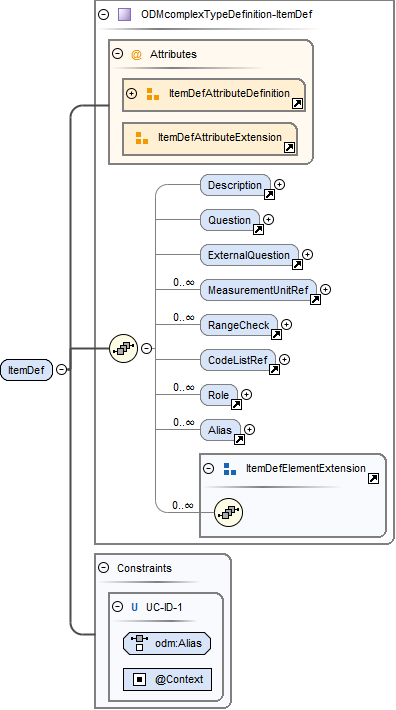 ODMcomplexTypeDefinition-ItemDef
@ Attributes
ItemDefAttributeDefinition
ItemDefAttributeExtension
Description
Question
ExternalQuestion
0..∞ MeasurementUnitRef
0..∞ RangeCheck
CodeListRef
0..∞ Role
0..∞ Alias
ItemDef
ItemDefElementExtension
0..∞
Constraints
U UC-ID-1
odm:Alias
@Context